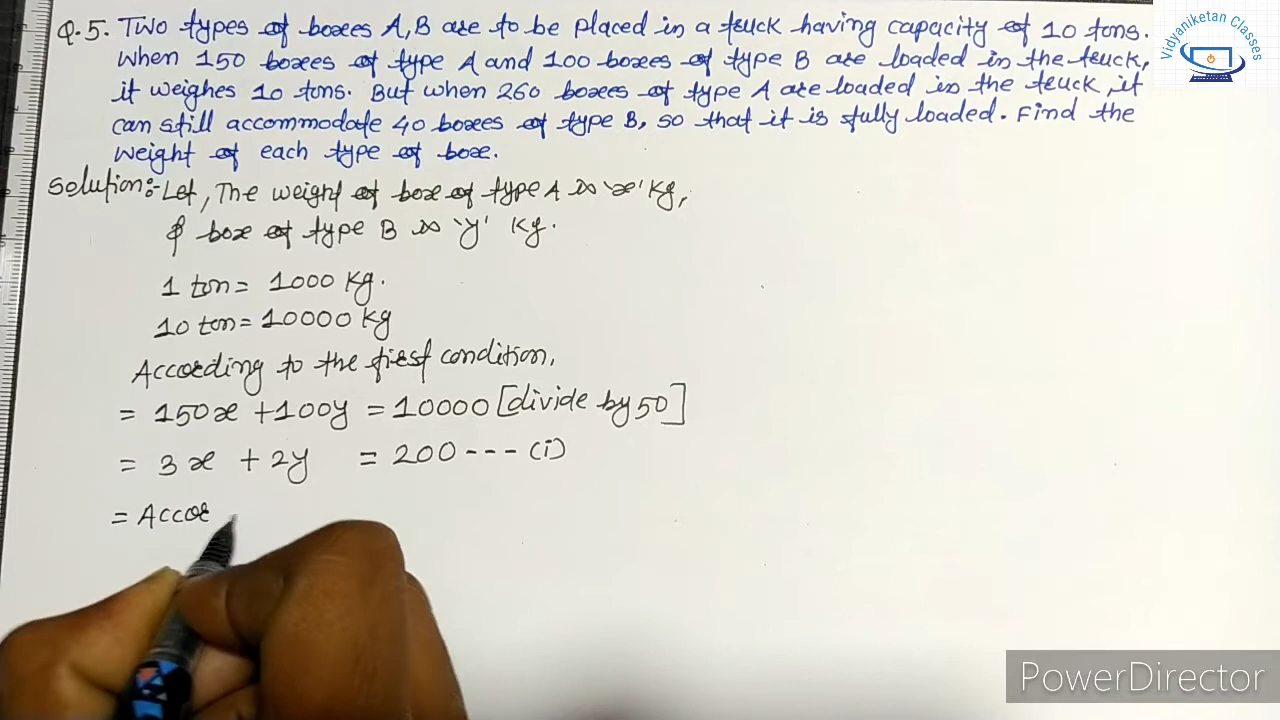 Q.5. Two types of boxes A, B are to be placed in a truck having capacity of 10 tons.
When 150 boxes of type A and 100 boxes of type B are loaded in the truck,
it weighes 10 tons. But when 260 boxes of type A are loaded in the truck, it
can still accommodate 40 boxes of type B, so that it is fully loaded. Find the
weight of each type of box.
Solution:- Let, The weight of box of type A is 'x' Kg,
& box of type B is 'y' Kg.
1 ton = 1000 Kg.
10 ton = 10000 Kg
According to the first condition,
= 150x + 100y = 10000 [divide by 50]
= 3x + 2y = 200 --- (i)
= Accor
Vidyaniketan Classes
PowerDirector